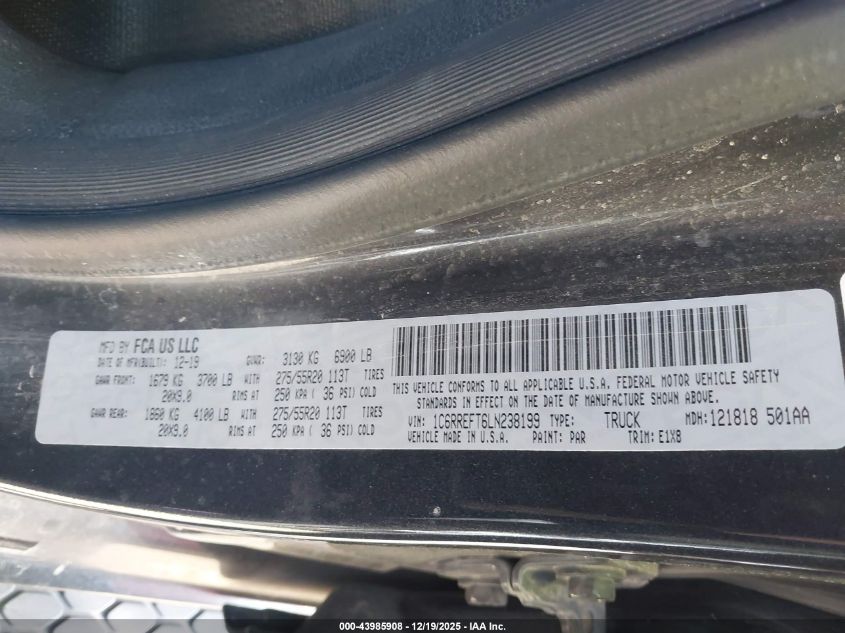 MFD BY FCA US LLC
DATE OF MFR(BUILT): 12-19 GVWR: 3130 KG 6900 LB
GAWR FRONT: 1679 KG 3700 LB WITH 275/55R20 113T TIRES
20X9.0 RIMS AT 250 KPA ( 36 PSI) COLD
GAWR REAR: 1860 KG 4100 LB WITH 275/55R20 113T TIRES
20X9.0 RIMS AT 250 KPA ( 36 PSI) COLD
THIS VEHICLE CONFORMS TO ALL APPLICABLE U.S.A. FEDERAL MOTOR VEHICLE SAFETY
STANDARDS IN EFFECT ON THE DATE OF MANUFACTURE SHOWN ABOVE.
VIN: 1C6RREFT6LN238199 TYPE: TRUCK MDH: 121818 501AA
VEHICLE MADE IN U.S.A. PAINT: PAR TRIM: E1X8
000-43985908 - 12/19/2025 - IAA Inc.